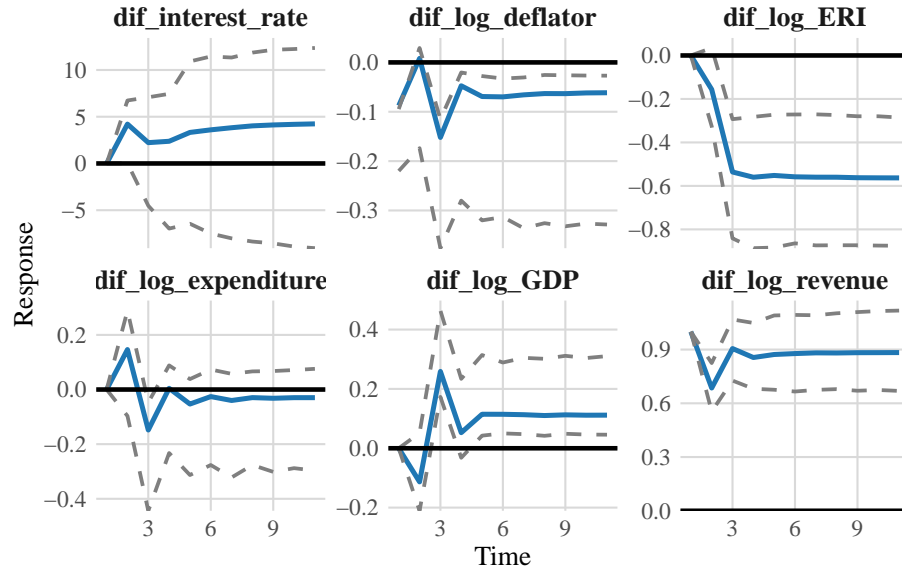 dif_interest_rate
dif_log_deflator
dif_log_ERI
10
5
0
−5
0.0
−0.1
−0.2
−0.3
0.0
−0.2
−0.4
−0.6
−0.8
Response
dif_log_expenditure
dif_log_GDP
dif_log_revenue
0.2
0.0
−0.2
−0.4
0.4
0.2
0.0
−0.2
0.9
0.6
0.3
0.0
3 6 9
3 6 9
3 6 9
Time